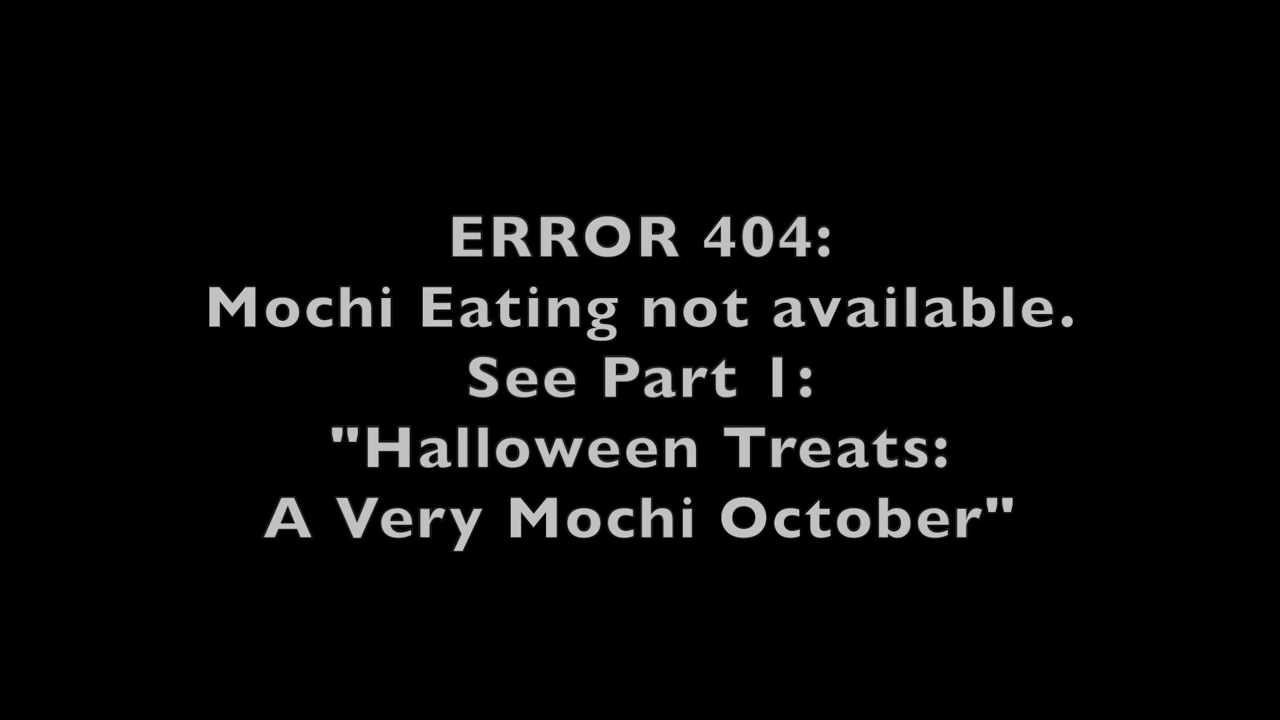 ERROR 404:
Mochi Eating not available.
See Part 1:
"Halloween Treats:
A Very Mochi October"